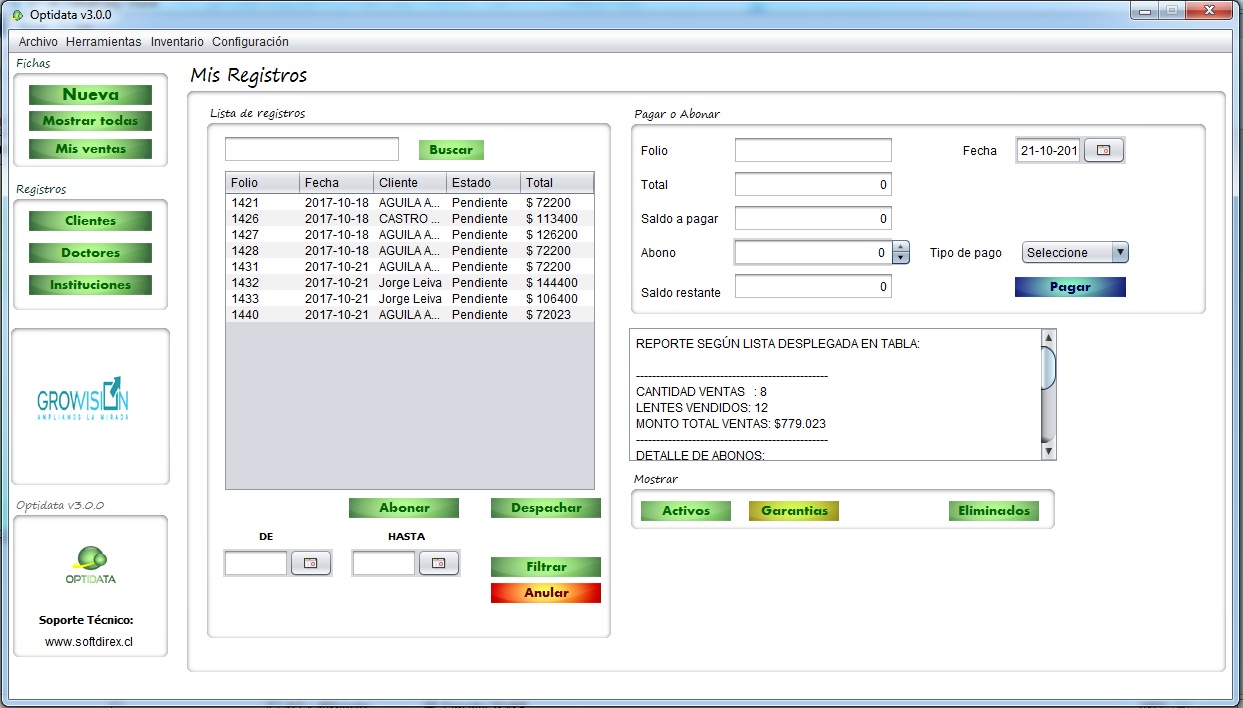 Optidata v3.0.0
Archivo Herramientas Inventario Configuración
Fichas
Nueva
Mostrar todas
Mis ventas
Registros
Clientes
Doctores
Instituciones
GROWISIÓN
AMPLIAMOS LA MIRADA
Optidata v3.0.0
OPTIDATA
Soporte Técnico:
www.softdirex.cl
Mis Registros
Lista de registros
Buscar
Folio Fecha Cliente Estado Total
1421 2017-10-18 AGUILA A... Pendiente $ 72200
1426 2017-10-18 CASTRO ... Pendiente $ 113400
1427 2017-10-18 AGUILA A... Pendiente $ 126200
1428 2017-10-18 AGUILA A... Pendiente $ 72200
1431 2017-10-21 AGUILA A... Pendiente $ 72200
1432 2017-10-21 Jorge Leiva Pendiente $ 144400
1433 2017-10-21 Jorge Leiva Pendiente $ 106400
1440 2017-10-21 AGUILA A... Pendiente $ 72023
Abonar Despachar
DE HASTA
Filtrar
Anular
Pagar o Abonar
Folio Fecha 21-10-201
Total 0
Saldo a pagar 0
Abono 0 Tipo de pago Seleccione
Saldo restante 0 Pagar
REPORTE SEGÚN LISTA DESPLEGADA EN TABLA:
------------------------------------------------
CANTIDAD VENTAS : 8
LENTES VENDIDOS: 12
MONTO TOTAL VENTAS: $779.023
------------------------------------------------
DETALLE DE ABONOS:
Mostrar
Activos Garantias Eliminados